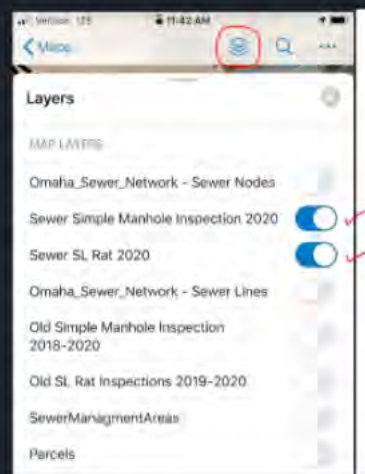 Verizon LTE 11:42 AM
Maps
Layers
MAP LAYERS
Omaha_Sewer_Network - Sewer Nodes
Sewer Simple Manhole Inspection 2020
Sewer SL Rat 2020
Omaha_Sewer_Network - Sewer Lines
Old Simple Manhole Inspection
2018-2020
Old SL Rat Inspections 2019-2020
SewerManagmentAreas
Parcels